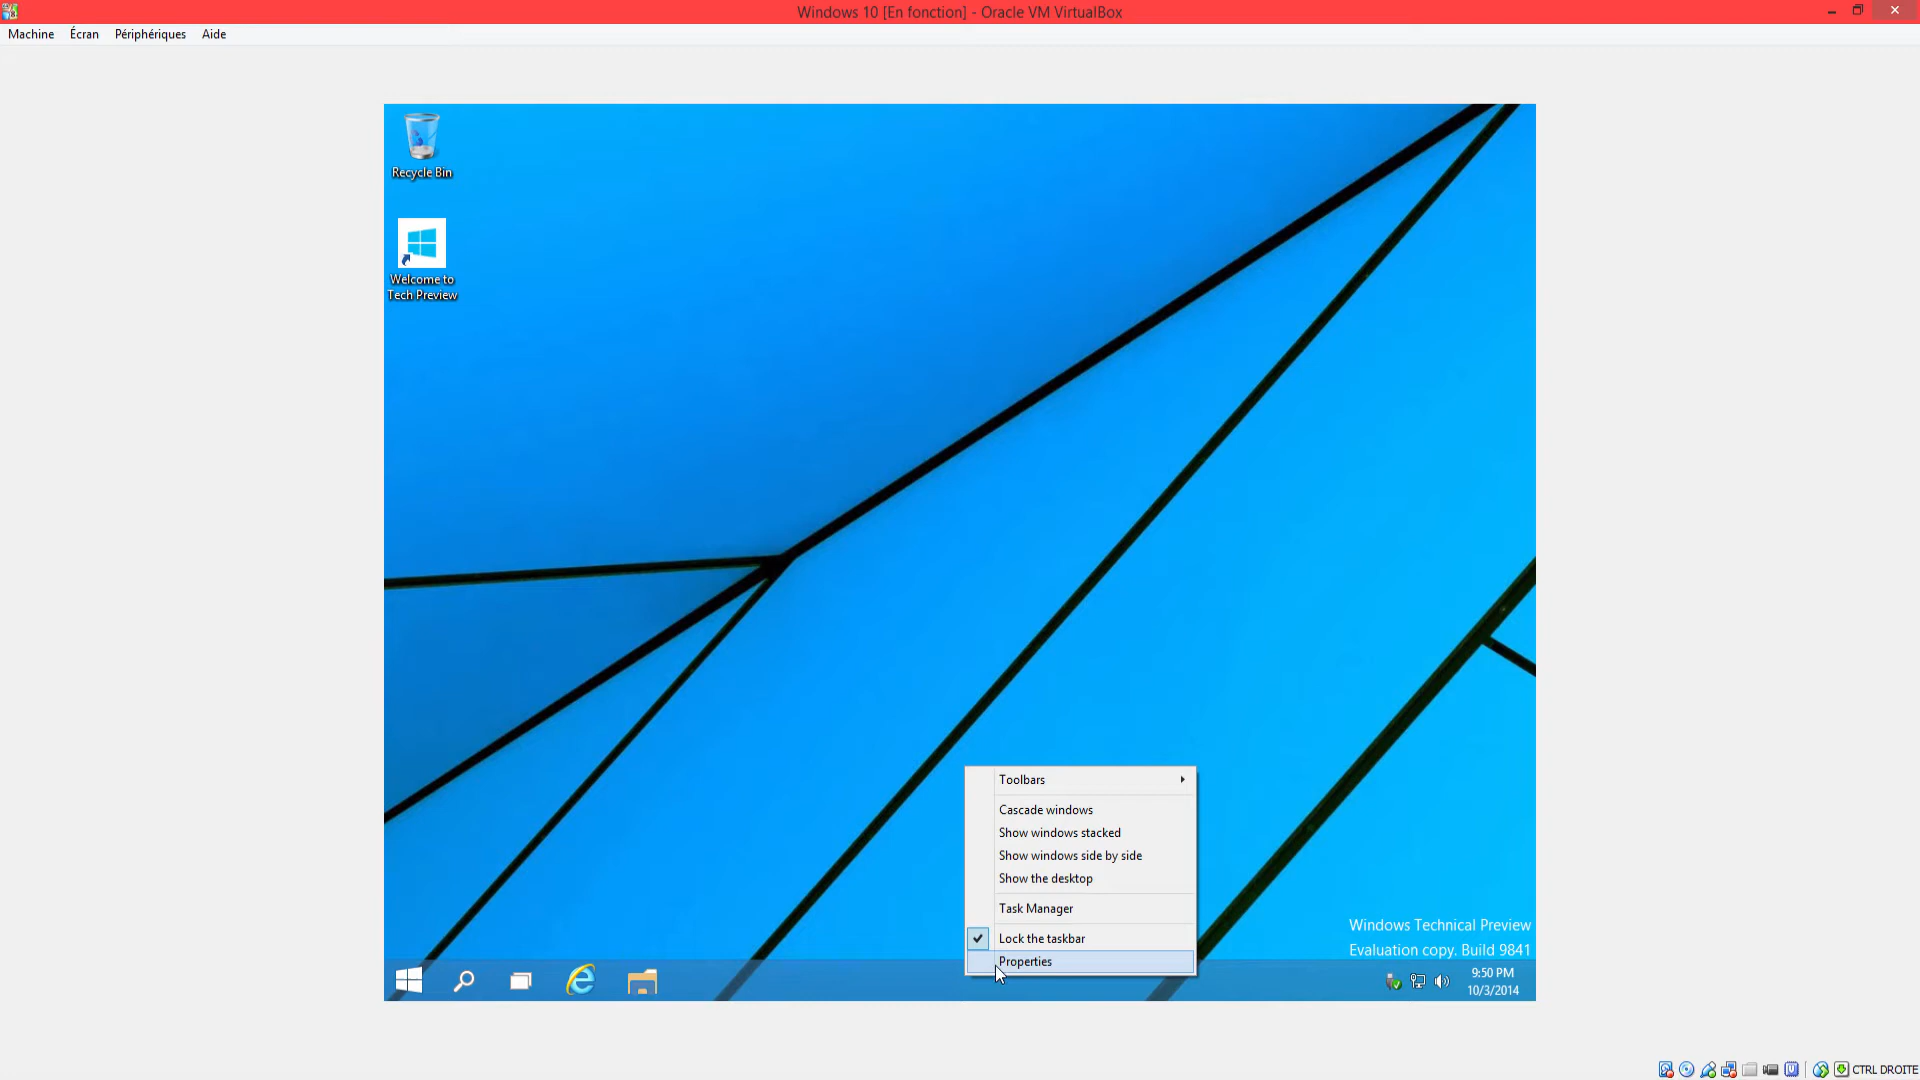 Windows 10 [En fonction] - Oracle VM VirtualBox
Machine Écran Périphériques Aide
Recycle Bin
Welcome to
Tech Preview
Toolbars
Cascade windows
Show windows stacked
Show windows side by side
Show the desktop
Task Manager
Lock the taskbar
Properties
Windows Technical Preview
Evaluation copy. Build 9841
9:50 PM
10/3/2014
CTRL DROITE